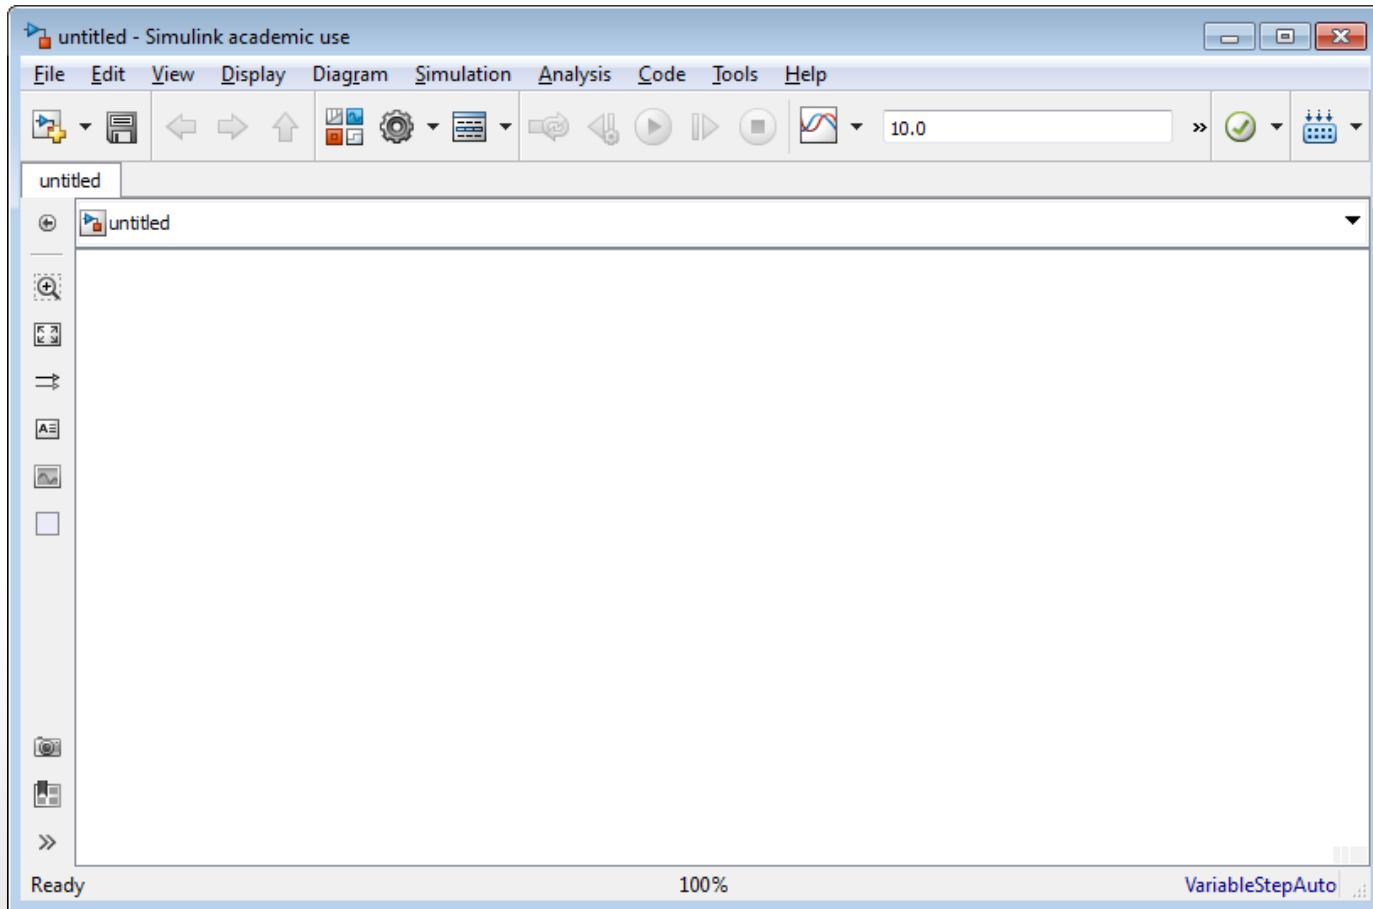 untitled - Simulink academic use
File Edit View Display Diagram Simulation Analysis Code Tools Help
10.0 »
untitled
untitled
Ready 100% VariableStepAuto